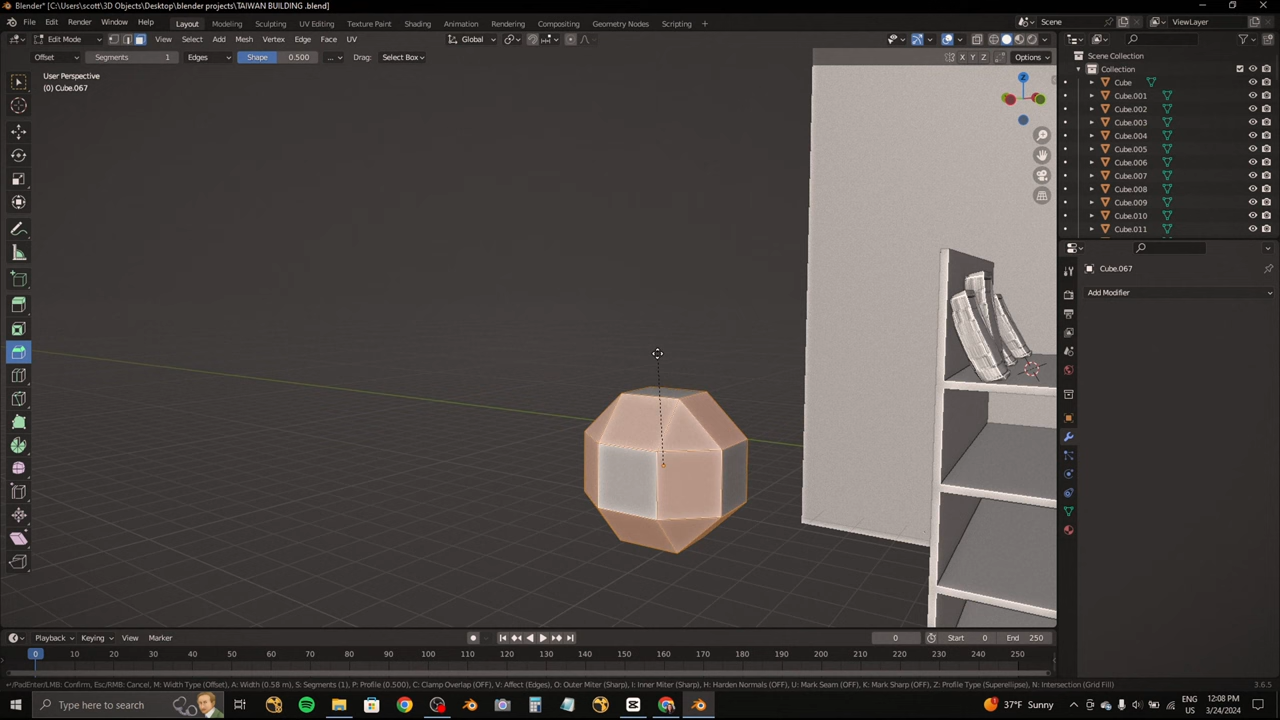 Blender* [C:\Users\scott\3D Objects\Desktop\blender projects\TAIWAN BUILDING .blend]
File Edit Render Window Help Layout Modeling Sculpting UV Editing Texture Paint Shading Animation Rendering Compositing Geometry Nodes Scripting + Scene ViewLayer
Edit Mode View Select Add Mesh Vertex Edge Face UV Global
Offset Segments 1 Edges Shape 0.500 ... Drag: Select Box X Y Z Options
User Perspective
(0) Cube.067
Z
Scene Collection
Collection
Cube
Cube.001
Cube.002
Cube.003
Cube.004
Cube.005
Cube.006
Cube.007
Cube.008
Cube.009
Cube.010
Cube.011
Cube.067
Add Modifier
Playback Keying View Marker 0 Start 0 End 250
0 10 20 30 40 50 60 70 80 90 100 110 120 130 140 150 160 170 180 190 200 210 220 230 240 250
↵/PadEnter/LMB: Confirm, Esc/RMB: Cancel, M: Width Type (Offset), A: Width (0.58 m), S: Segments (1), P: Profile (0.500), C: Clamp Overlap (OFF), V: Affect (Edges), O: Outer Miter (Sharp), I: Inner Miter (Sharp), H: Harden Normals (OFF), U: Mark Seam (OFF), K: Mark Sharp (OFF), Z: Profile Type (Superellipse), N: Intersection (Grid Fill) 3.6.5
Type here to search 37°F Sunny ENG US 12:08 PM 3/24/2024